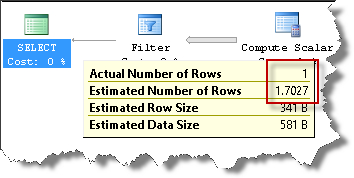 SELECT
Cost: 0 %
Filter
Compute Scalar
Actual Number of Rows 1
Estimated Number of Rows 1.7027
Estimated Row Size 341 B
Estimated Data Size 581 B